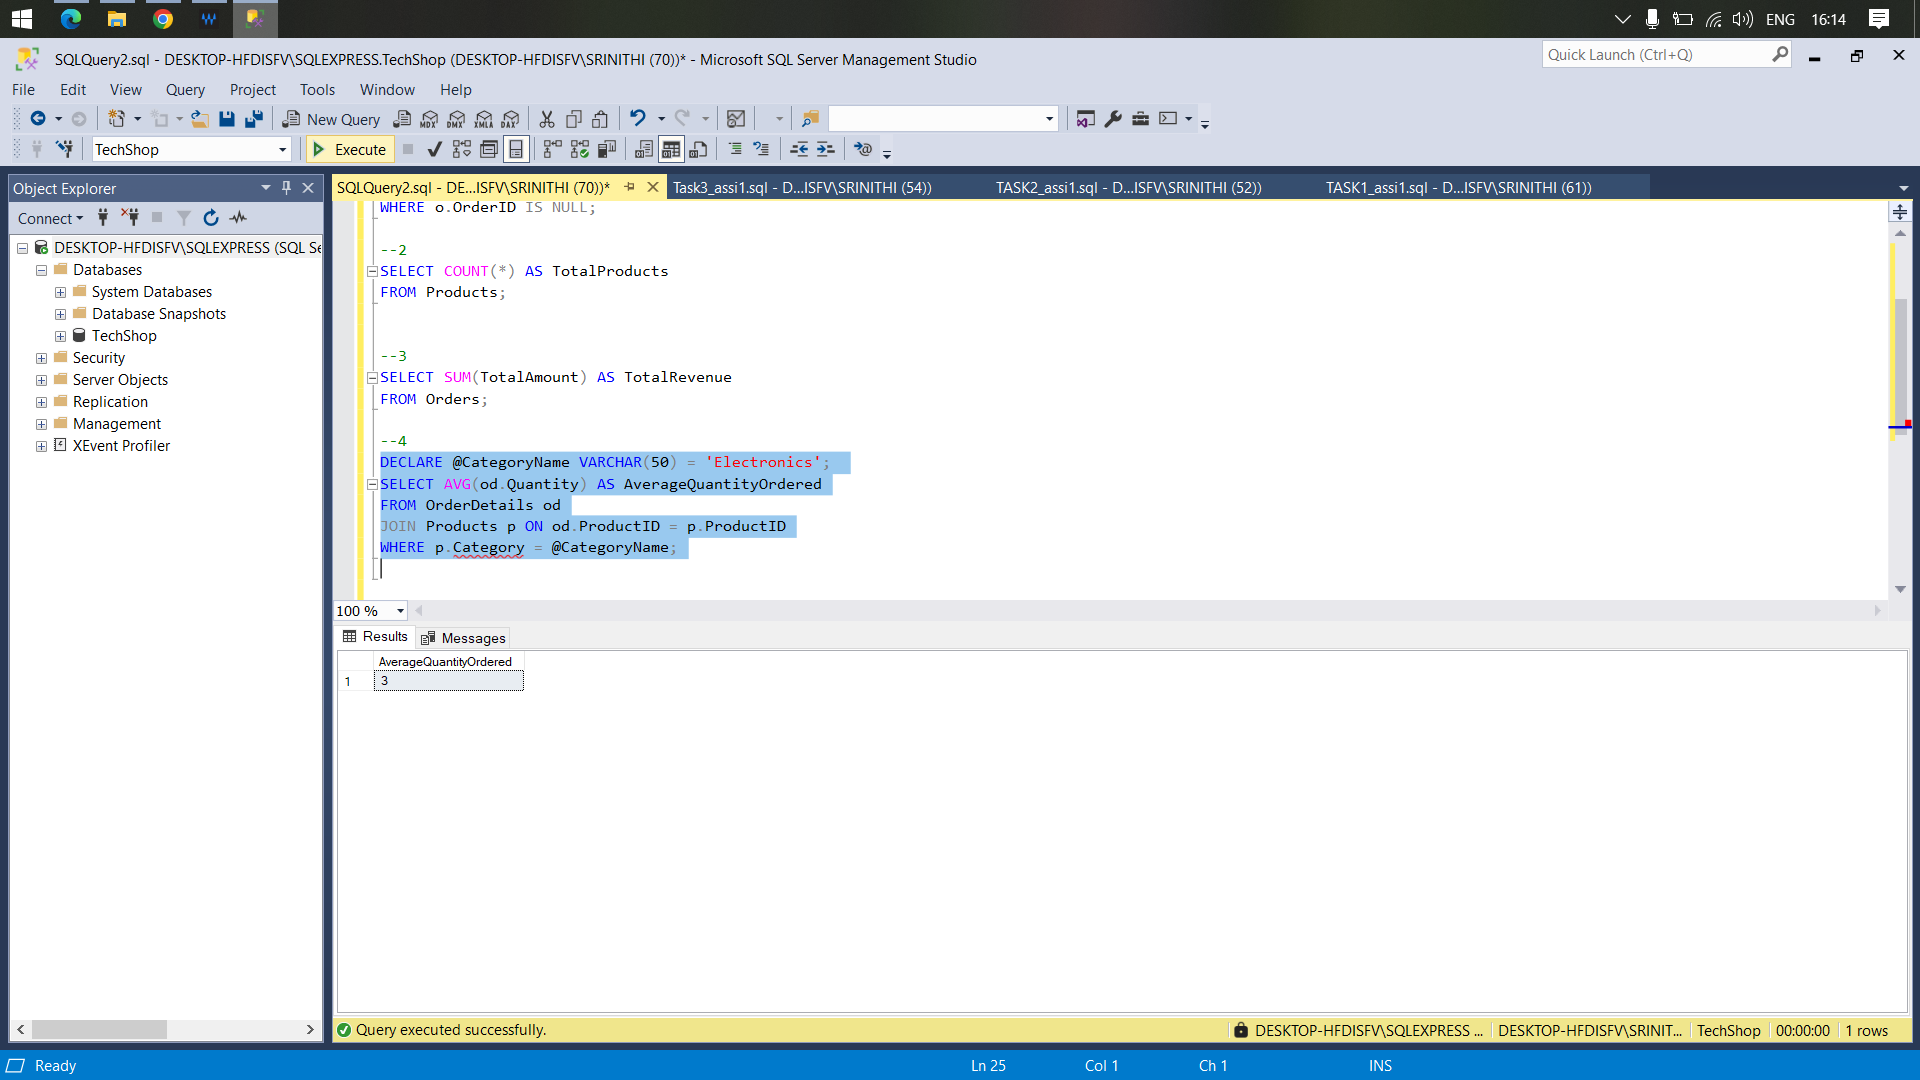 ENG
16:14
SQLQuery2.sql - DESKTOP-HFDISFV\SQLEXPRESS.TechShop (DESKTOP-HFDISFV\SRINITHI (70))* - Microsoft SQL Server Management Studio
Quick Launch (Ctrl+Q)
File Edit View Query Project Tools Window Help
New Query MDX DMX XMLA DAX
TechShop
Execute
Object Explorer
SQLQuery2.sql - DE...ISFV\SRINITHI (70))*
Task3_assi1.sql - D...ISFV\SRINITHI (54))
TASK2_assi1.sql - D...ISFV\SRINITHI (52))
TASK1_assi1.sql - D...ISFV\SRINITHI (61))
Connect
DESKTOP-HFDISFV\SQLEXPRESS (SQL Se
Databases
System Databases
Database Snapshots
TechShop
Security
Server Objects
Replication
Management
XEvent Profiler
WHERE o.OrderID IS NULL;
--2
SELECT COUNT(*) AS TotalProducts
FROM Products;
--3
SELECT SUM(TotalAmount) AS TotalRevenue
FROM Orders;
--4
DECLARE @CategoryName VARCHAR(50) = 'Electronics';
SELECT AVG(od.Quantity) AS AverageQuantityOrdered
FROM OrderDetails od
JOIN Products p ON od.ProductID = p.ProductID
WHERE p.Category = @CategoryName;
100 %
Results Messages
AverageQuantityOrdered
1 3
Query executed successfully.
DESKTOP-HFDISFV\SQLEXPRESS ...
DESKTOP-HFDISFV\SRINIT...
TechShop
00:00:00
1 rows
Ready
Ln 25
Col 1
Ch 1
INS